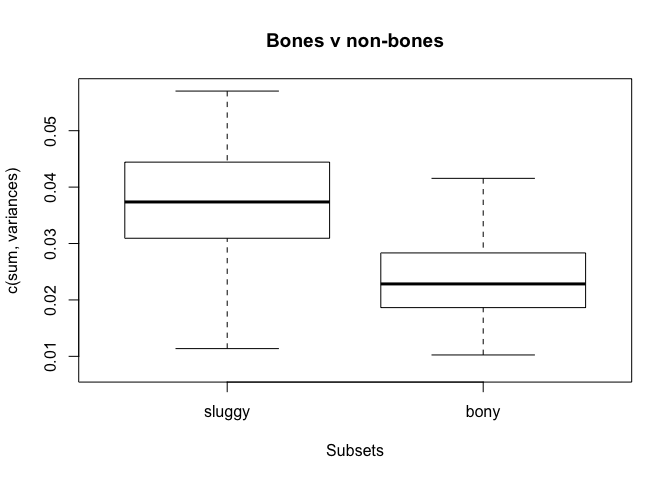 Bones v non-bones
c(sum, variances)
0.05
0.04
0.03
0.02
0.01
sluggy bony
Subsets